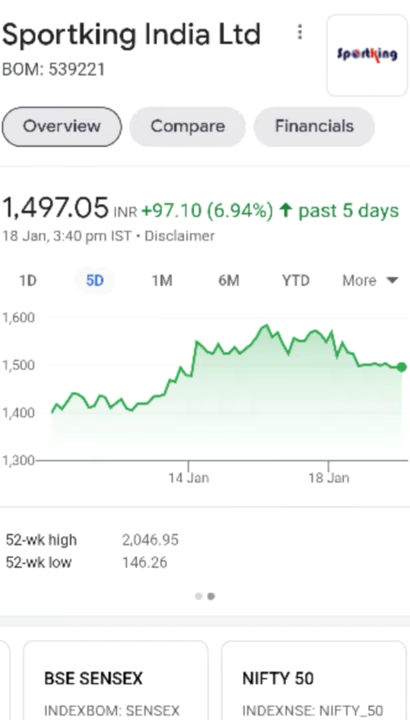 Sportking India Ltd
BOM: 539221
Sportking
Overview
Compare
Financials
1,497.05 INR +97.10 (6.94%) ↑ past 5 days
18 Jan, 3:40 pm IST • Disclaimer
1D 5D 1M 6M YTD More
1,600
1,500
1,400
1,300
14 Jan 18 Jan
52-wk high 2,046.95
52-wk low 146.26
BSE SENSEX
INDEXBOM: SENSEX
NIFTY 50
INDEXNSE: NIFTY_50